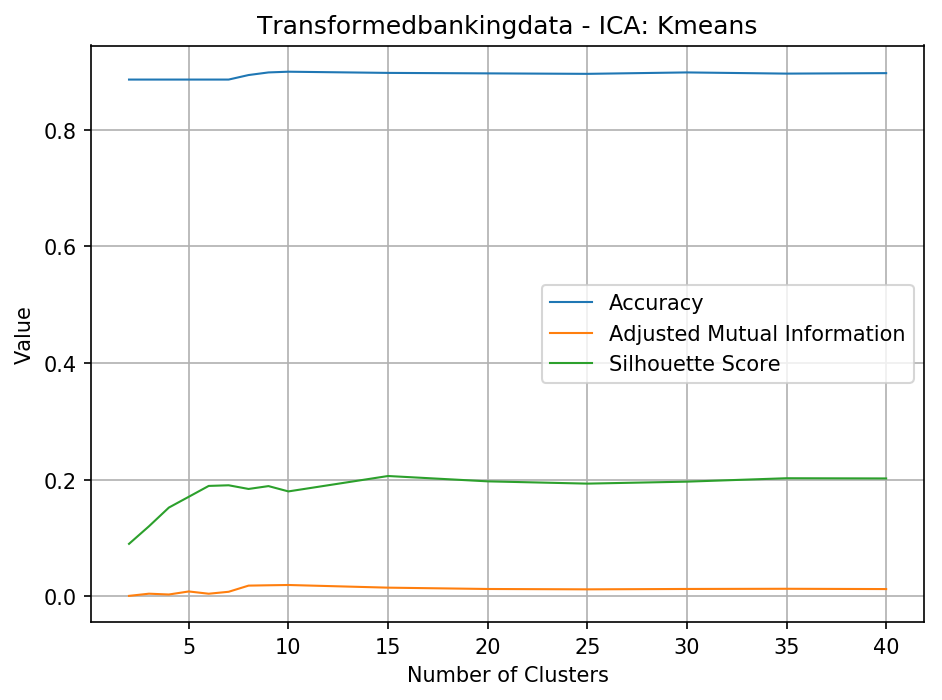 Transformedbankingdata - ICA: Kmeans
Value
0.8
0.6
0.4
0.2
0.0
Accuracy
Adjusted Mutual Information
Silhouette Score
5 10 15 20 25 30 35 40
Number of Clusters